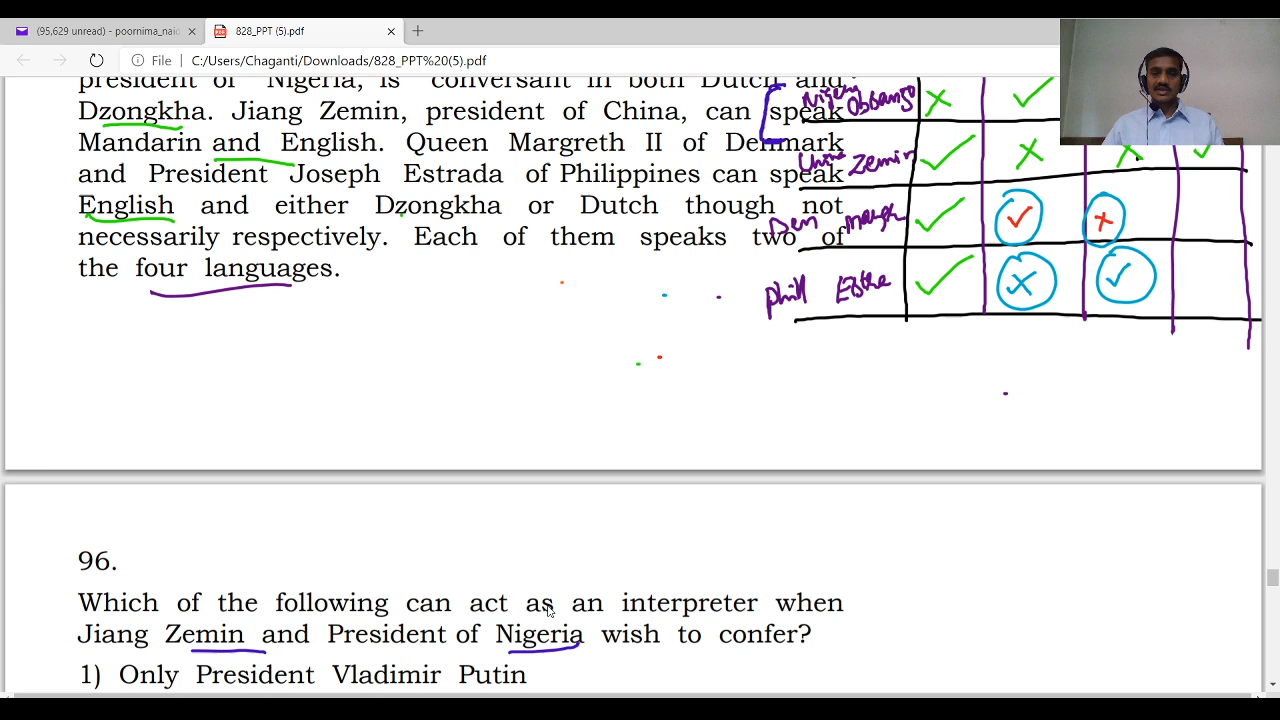 (95,629 unread) - poornima_naic
828_PPT (5).pdf
File | C:/Users/Chaganti/Downloads/828_PPT%20(5).pdf
president of Nigeria, is conversant in both Dutch and
Dzongkha. Jiang Zemin, president of China, can speak
Mandarin and English. Queen Margreth II of Denmark
and President Joseph Estrada of Philippines can speak
English and either Dzongkha or Dutch though not
necessarily respectively. Each of them speaks two of
the four languages.
Zemin
Den
Phill
96.
Which of the following can act as an interpreter when
Jiang Zemin and President of Nigeria wish to confer?
1) Only President Vladimir Putin